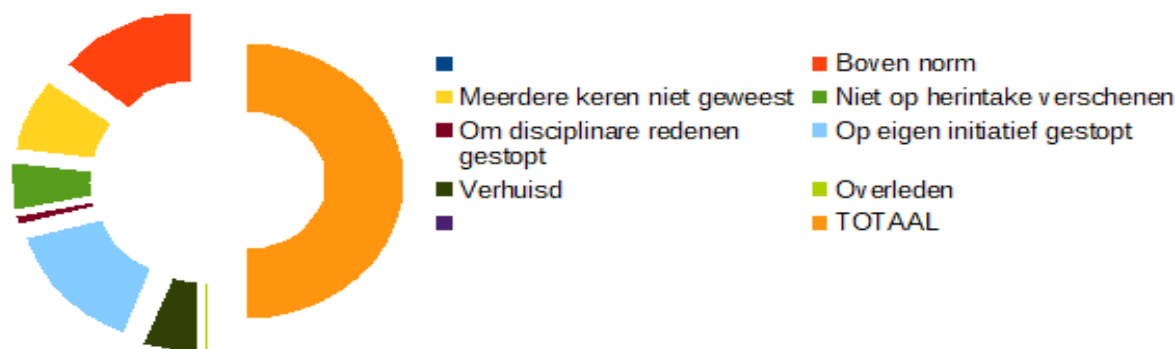 Boven norm
Meerdere keren niet geweest
Niet op herintake verschenen
Om disciplinare redenen
gestopt
Op eigen initiatief gestopt
Verhuisd
Overleden
TOTAAL